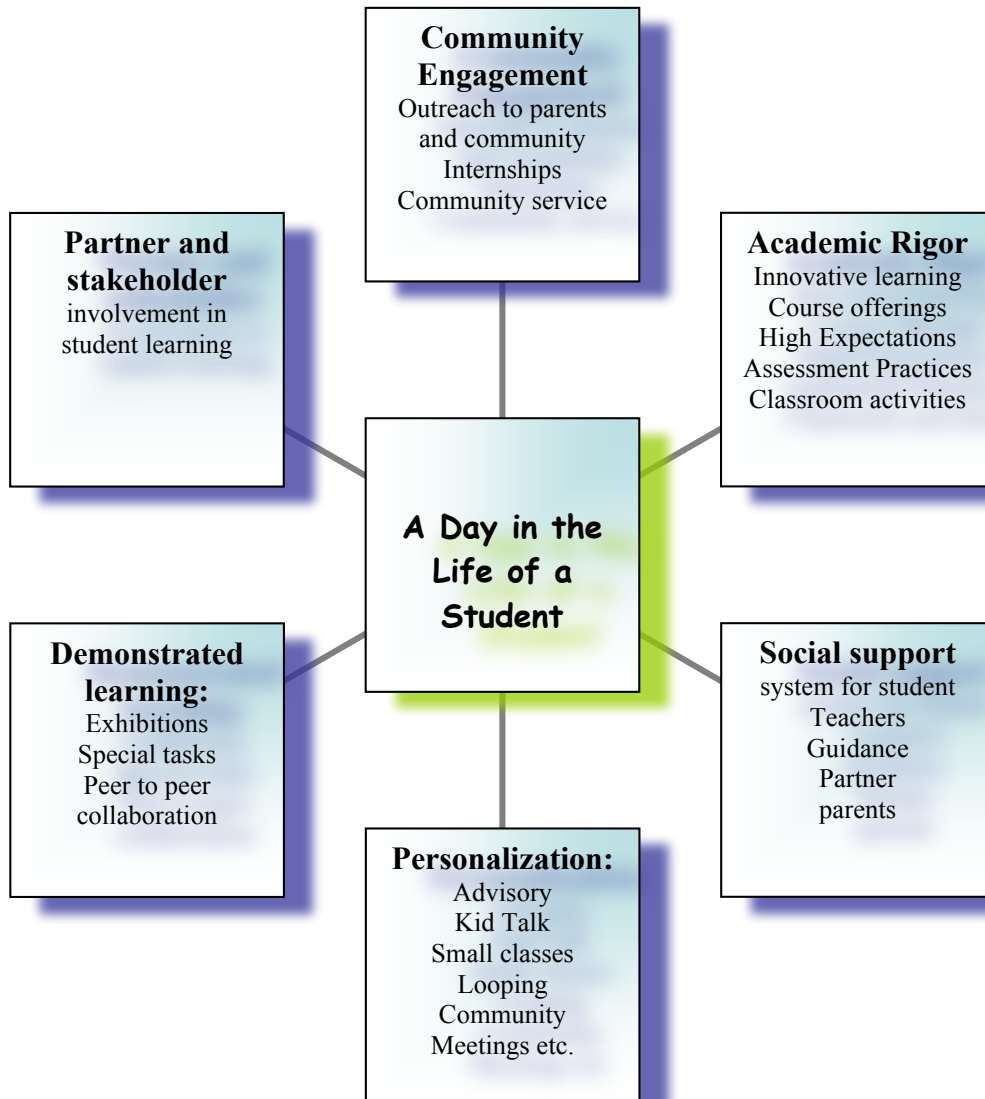 Community
Engagement
Outreach to parents
and community
Internships
Community service
Partner and
stakeholder
involvement in
student learning
Academic Rigor
Innovative learning
Course offerings
High Expectations
Assessment Practices
Classroom activities
A Day in the
Life of a
Student
Demonstrated
learning:
Exhibitions
Special tasks
Peer to peer
collaboration
Social support
system for student
Teachers
Guidance
Partner
parents
Personalization:
Advisory
Kid Talk
Small classes
Looping
Community
Meetings etc.